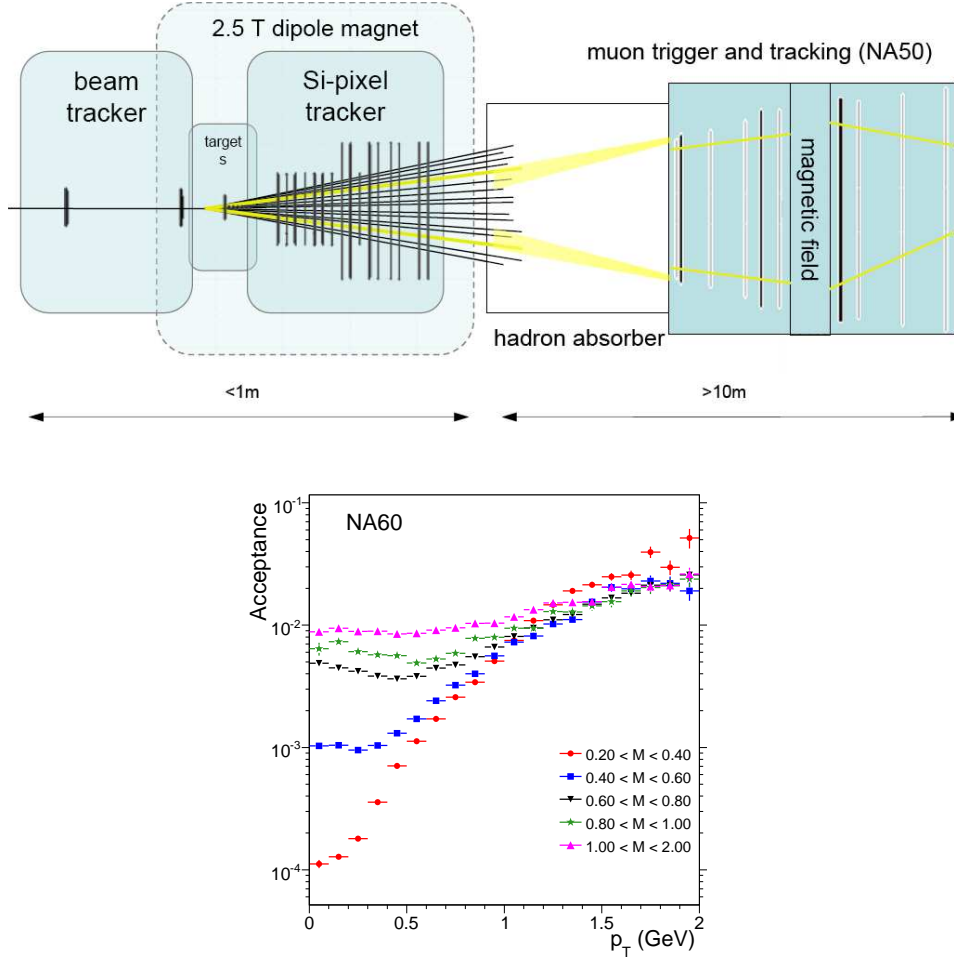 2.5 T dipole magnet
muon trigger and tracking (NA50)
beam
tracker
Si-pixel
tracker
target
s
magnetic field
hadron absorber
<1m
>10m
NA60
Acceptance
10^-1
10^-2
10^-3
10^-4
0.20 < M < 0.40
0.40 < M < 0.60
0.60 < M < 0.80
0.80 < M < 1.00
1.00 < M < 2.00
0 0.5 1 1.5 2
p_T (GeV)